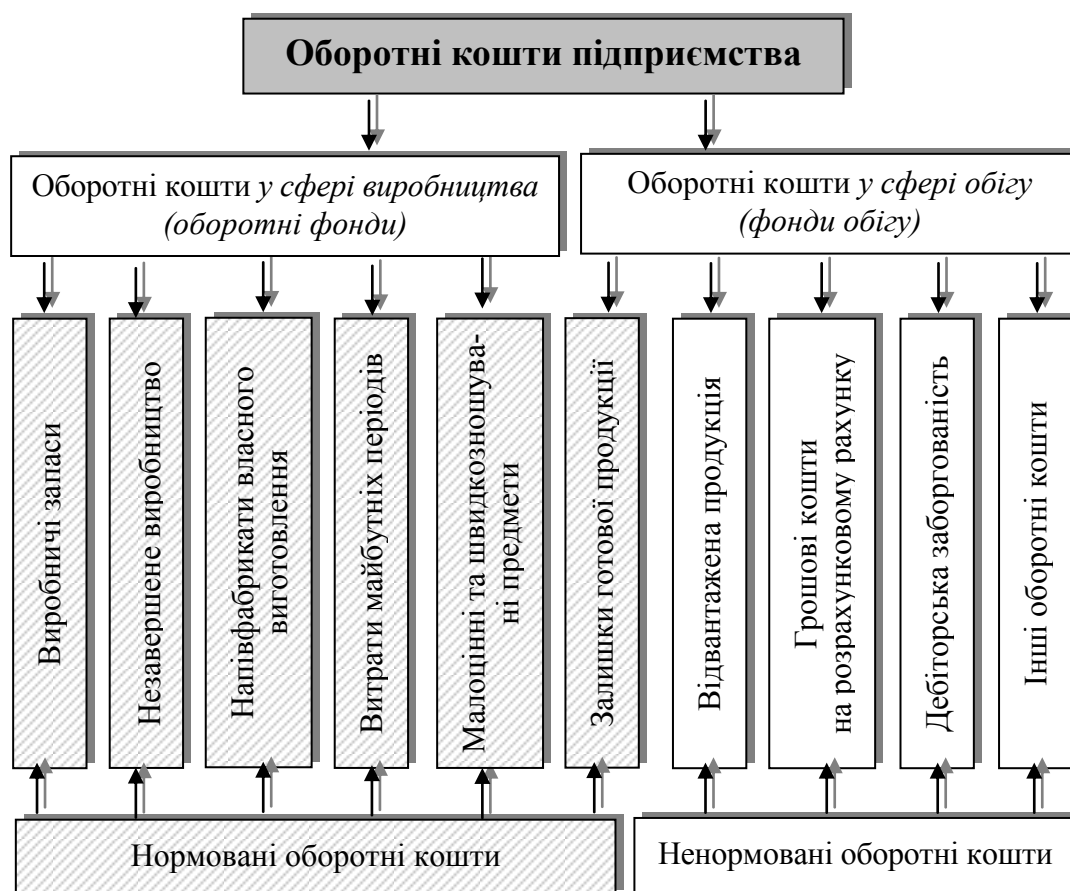 Оборотні кошти підприємства
Оборотні кошти у сфері виробництва
(оборотні фонди)
Оборотні кошти у сфері обігу
(фонди обігу)
Виробничі запаси
Незавершене виробництво
Напівфабрикати власного
виготовлення
Витрати майбутніх періодів
Малоцінні та швидкозношува-
ні предмети
Залишки готової продукції
Відвантажена продукція
Грошові кошти
на розрахунковому рахунку
Дебіторська заборгованість
Інші оборотні кошти
Нормовані оборотні кошти
Ненормовані оборотні кошти